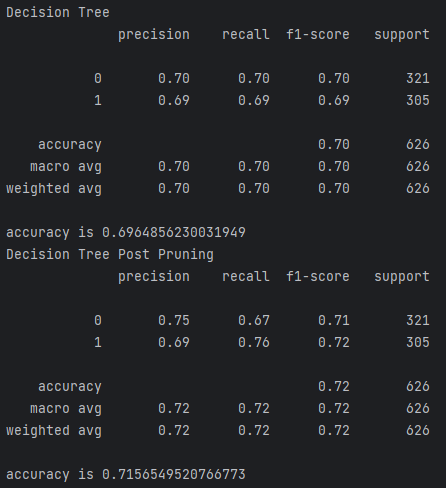 Decision Tree
precision recall f1-score support
0 0.70 0.70 0.70 321
1 0.69 0.69 0.69 305
accuracy 0.70 626
macro avg 0.70 0.70 0.70 626
weighted avg 0.70 0.70 0.70 626
accuracy is 0.6964856230031949
Decision Tree Post Pruning
precision recall f1-score support
0 0.75 0.67 0.71 321
1 0.69 0.76 0.72 305
accuracy 0.72 626
macro avg 0.72 0.72 0.72 626
weighted avg 0.72 0.72 0.72 626
accuracy is 0.7156549520766773